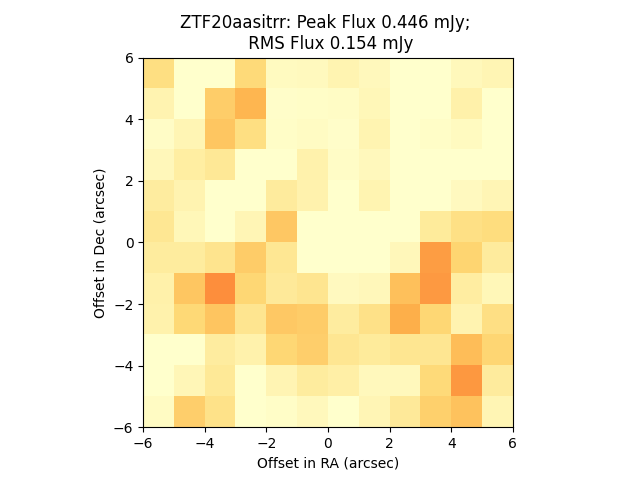 ZTF20aasitrr: Peak Flux 0.446 mJy;
RMS Flux 0.154 mJy
6
4
2
0
−2
−4
−6
Offset in Dec (arcsec)
−6 −4 −2 0 2 4 6
Offset in RA (arcsec)